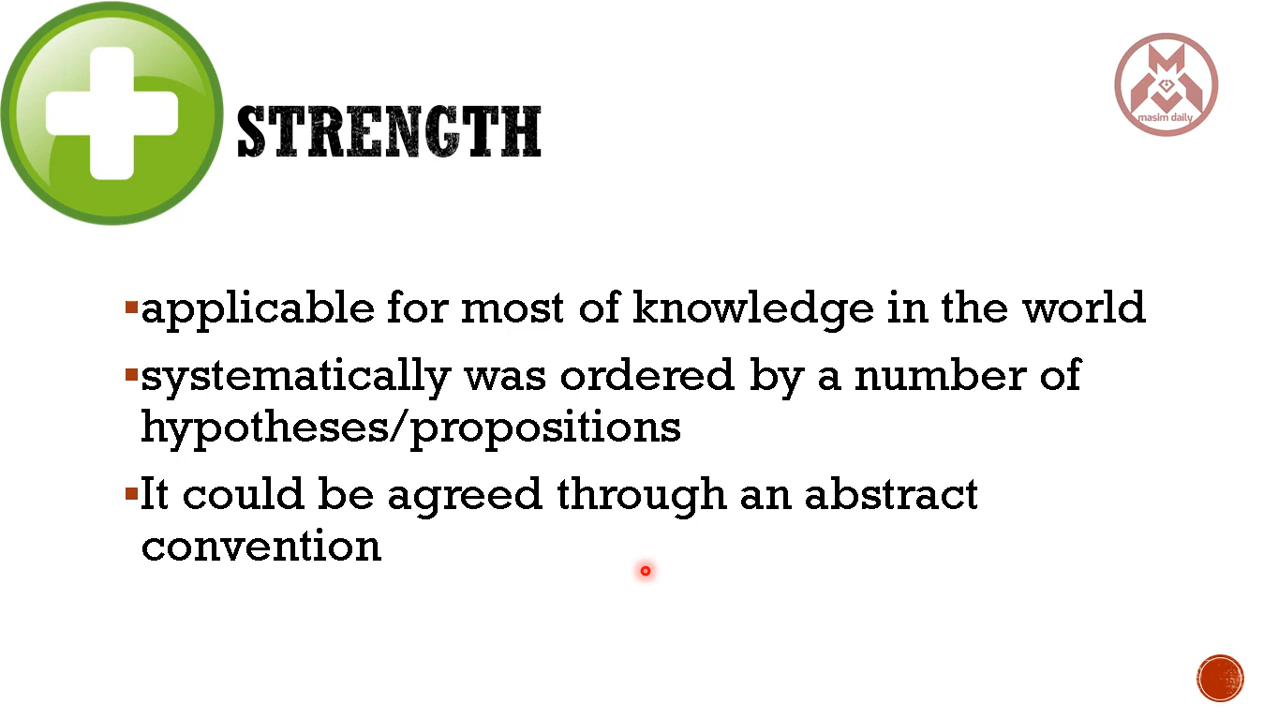 STRENGTH
masim daily
▪applicable for most of knowledge in the world
▪systematically was ordered by a number of
hypotheses/propositions
▪It could be agreed through an abstract
convention